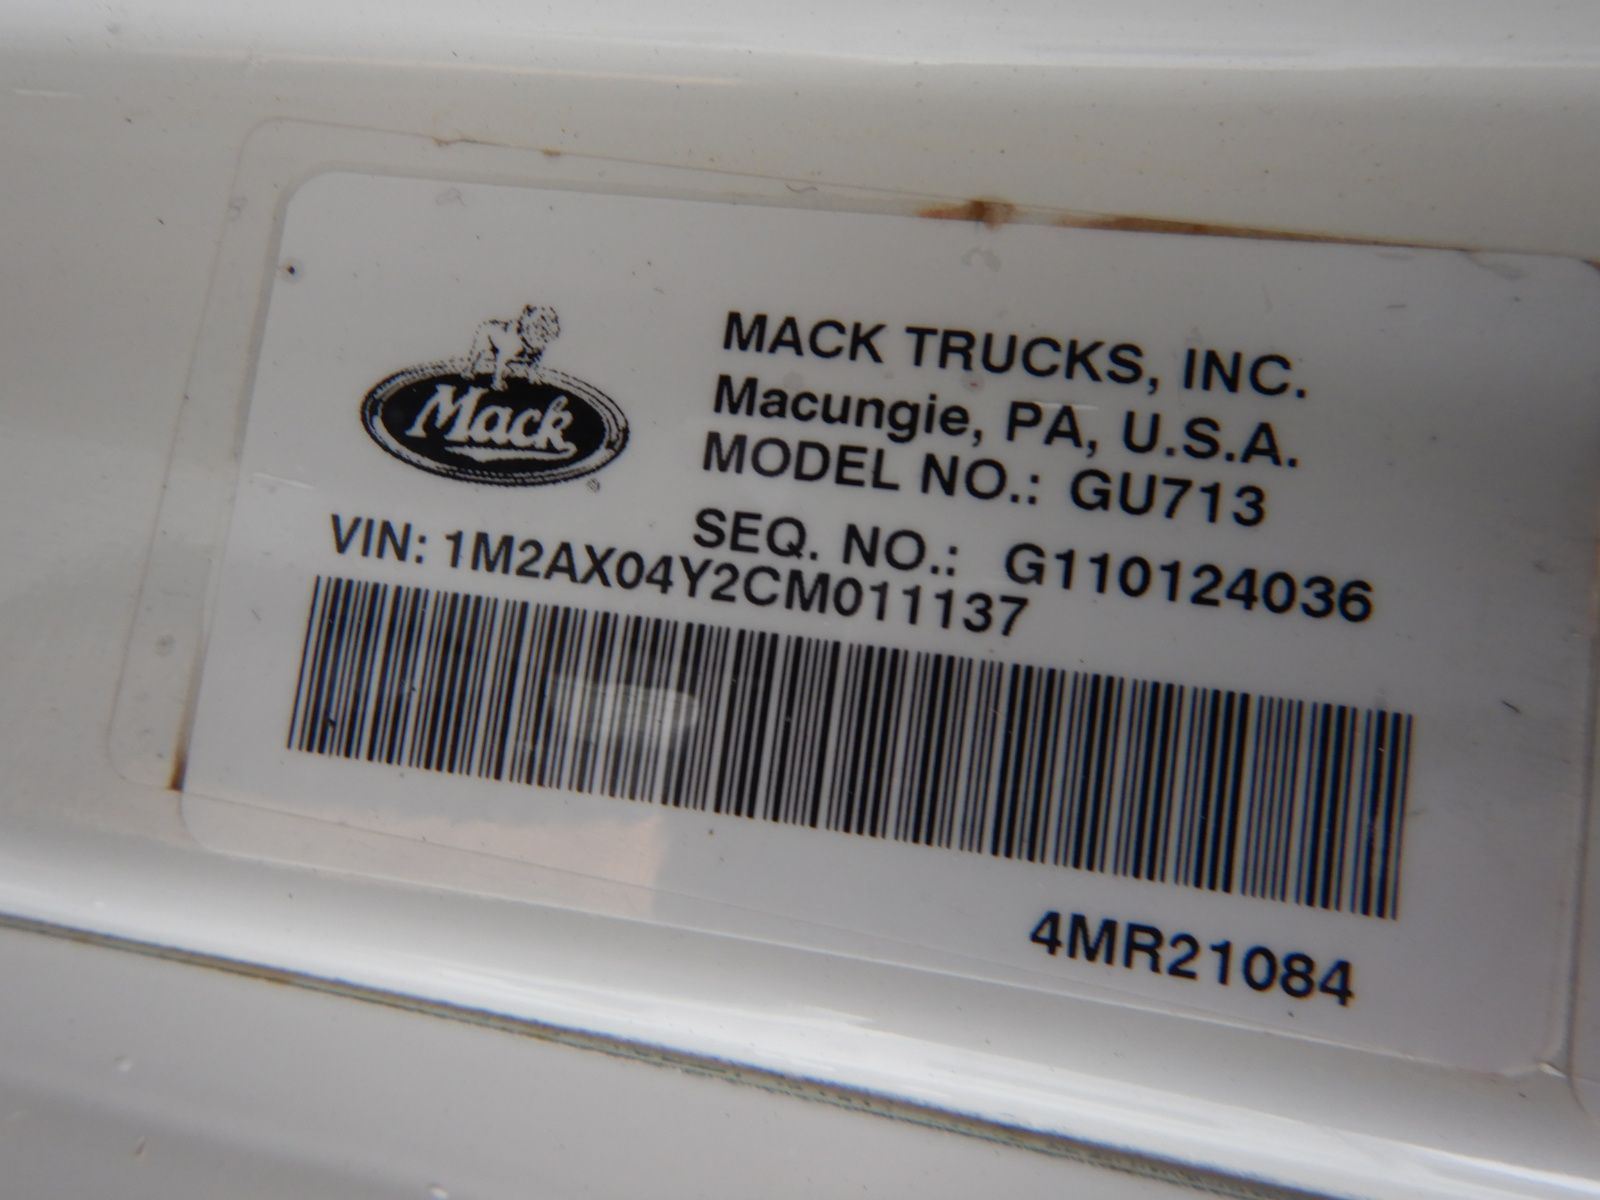 Mack
MACK TRUCKS, INC.
Macungie, PA, U.S.A.
MODEL NO.: GU713
SEQ. NO.: G110124036
VIN: 1M2AX04Y2CM011137
4MR21084